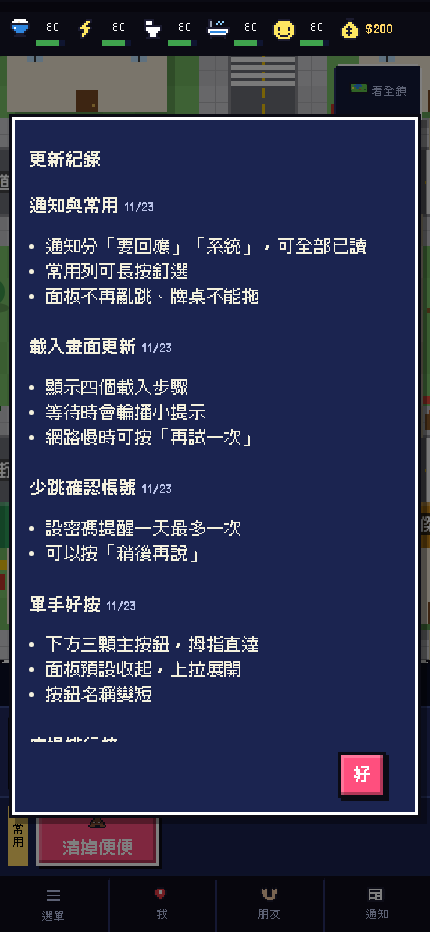 80 80 80 80 80 $200
看全鎮
更新紀錄
通知與常用 11/23
• 通知分「要回應」「系統」，可全部已讀
• 常用列可長按釘選
• 面板不再亂跳、牌桌不能拖
載入畫面更新 11/23
• 顯示四個載入步驟
• 等待時會輪播小提示
• 網路慢時可按「再試一次」
少跳確認帳號 11/23
• 設密碼提醒一天最多一次
• 可以按「稍後再說」
單手好按 11/23
• 下方三顆主按鈕，拇指直達
• 面板預設收起，上拉展開
• 按鈕名稱變短
好
常用
清掉便便
選單 我 朋友 通知